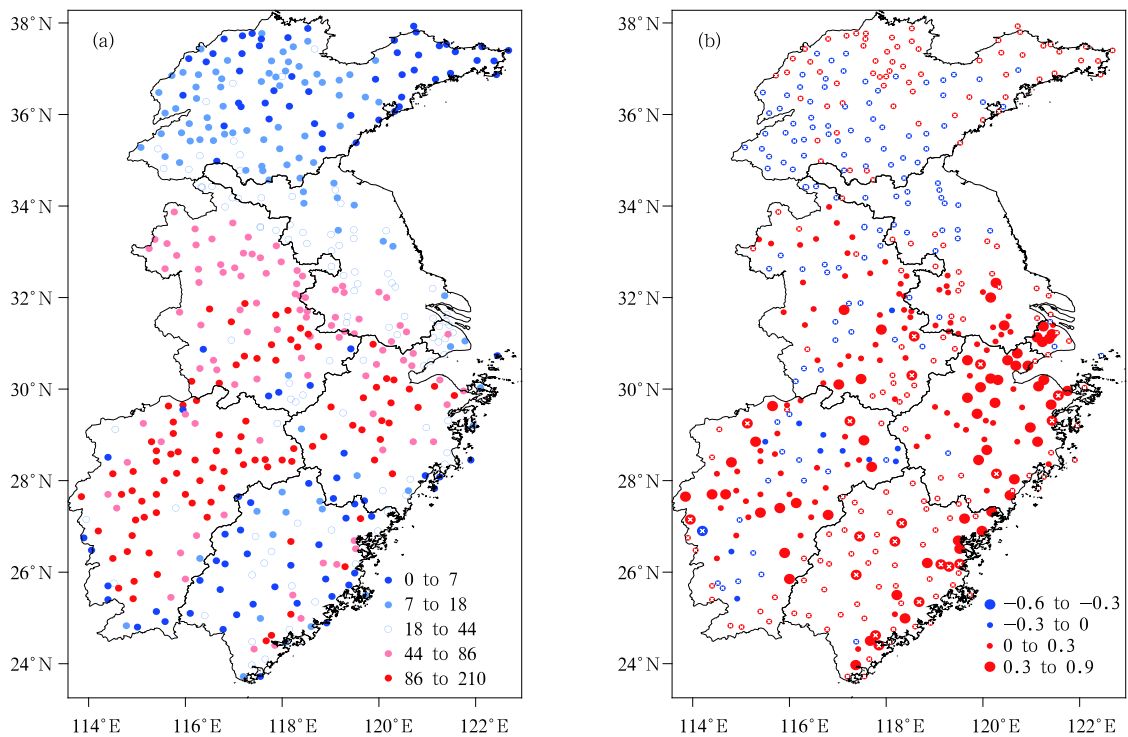 (a)
38°N
36°N
34°N
32°N
30°N
28°N
26°N
24°N
114°E 116°E 118°E 120°E 122°E
0 to 7
7 to 18
18 to 44
44 to 86
86 to 210
(b)
38°N
36°N
34°N
32°N
30°N
28°N
26°N
24°N
114°E 116°E 118°E 120°E 122°E
−0.6 to −0.3
−0.3 to 0
0 to 0.3
0.3 to 0.9